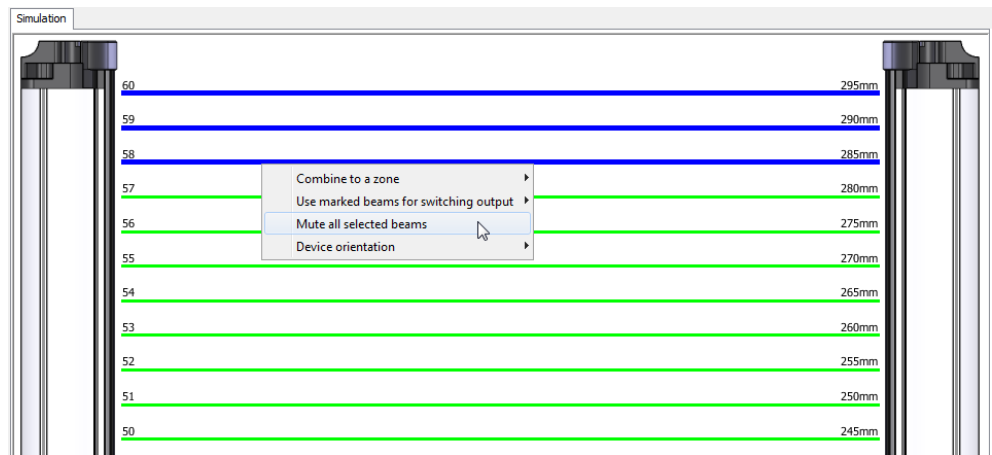 Simulation
60 295mm
59 290mm
58 285mm
Combine to a zone
57 280mm
Use marked beams for switching output
56 275mm
Mute all selected beams
Device orientation
55 270mm
54 265mm
53 260mm
52 255mm
51 250mm
50 245mm